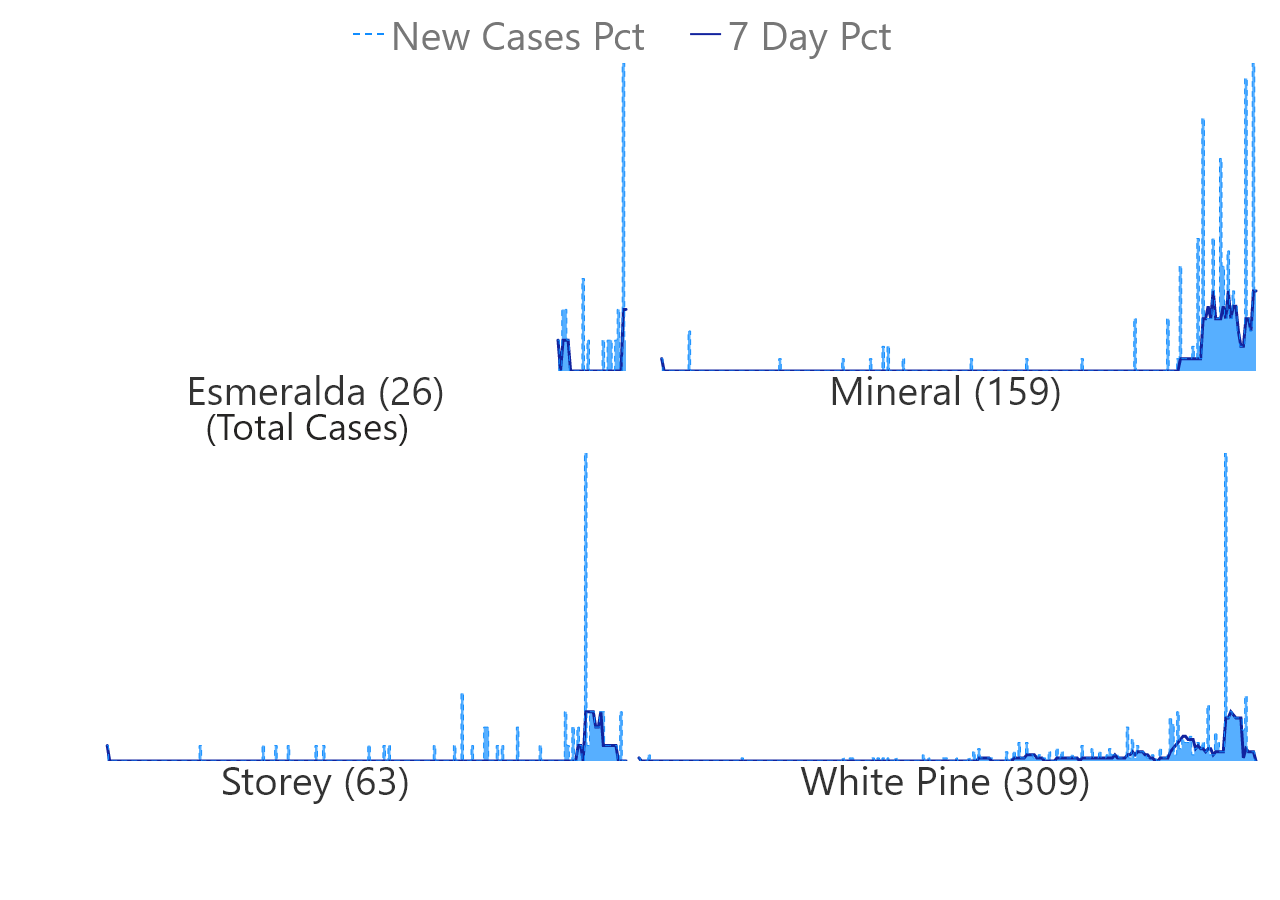 New Cases Pct 7 Day Pct
Esmeralda (26)
(Total Cases)
Mineral (159)
Storey (63)
White Pine (309)